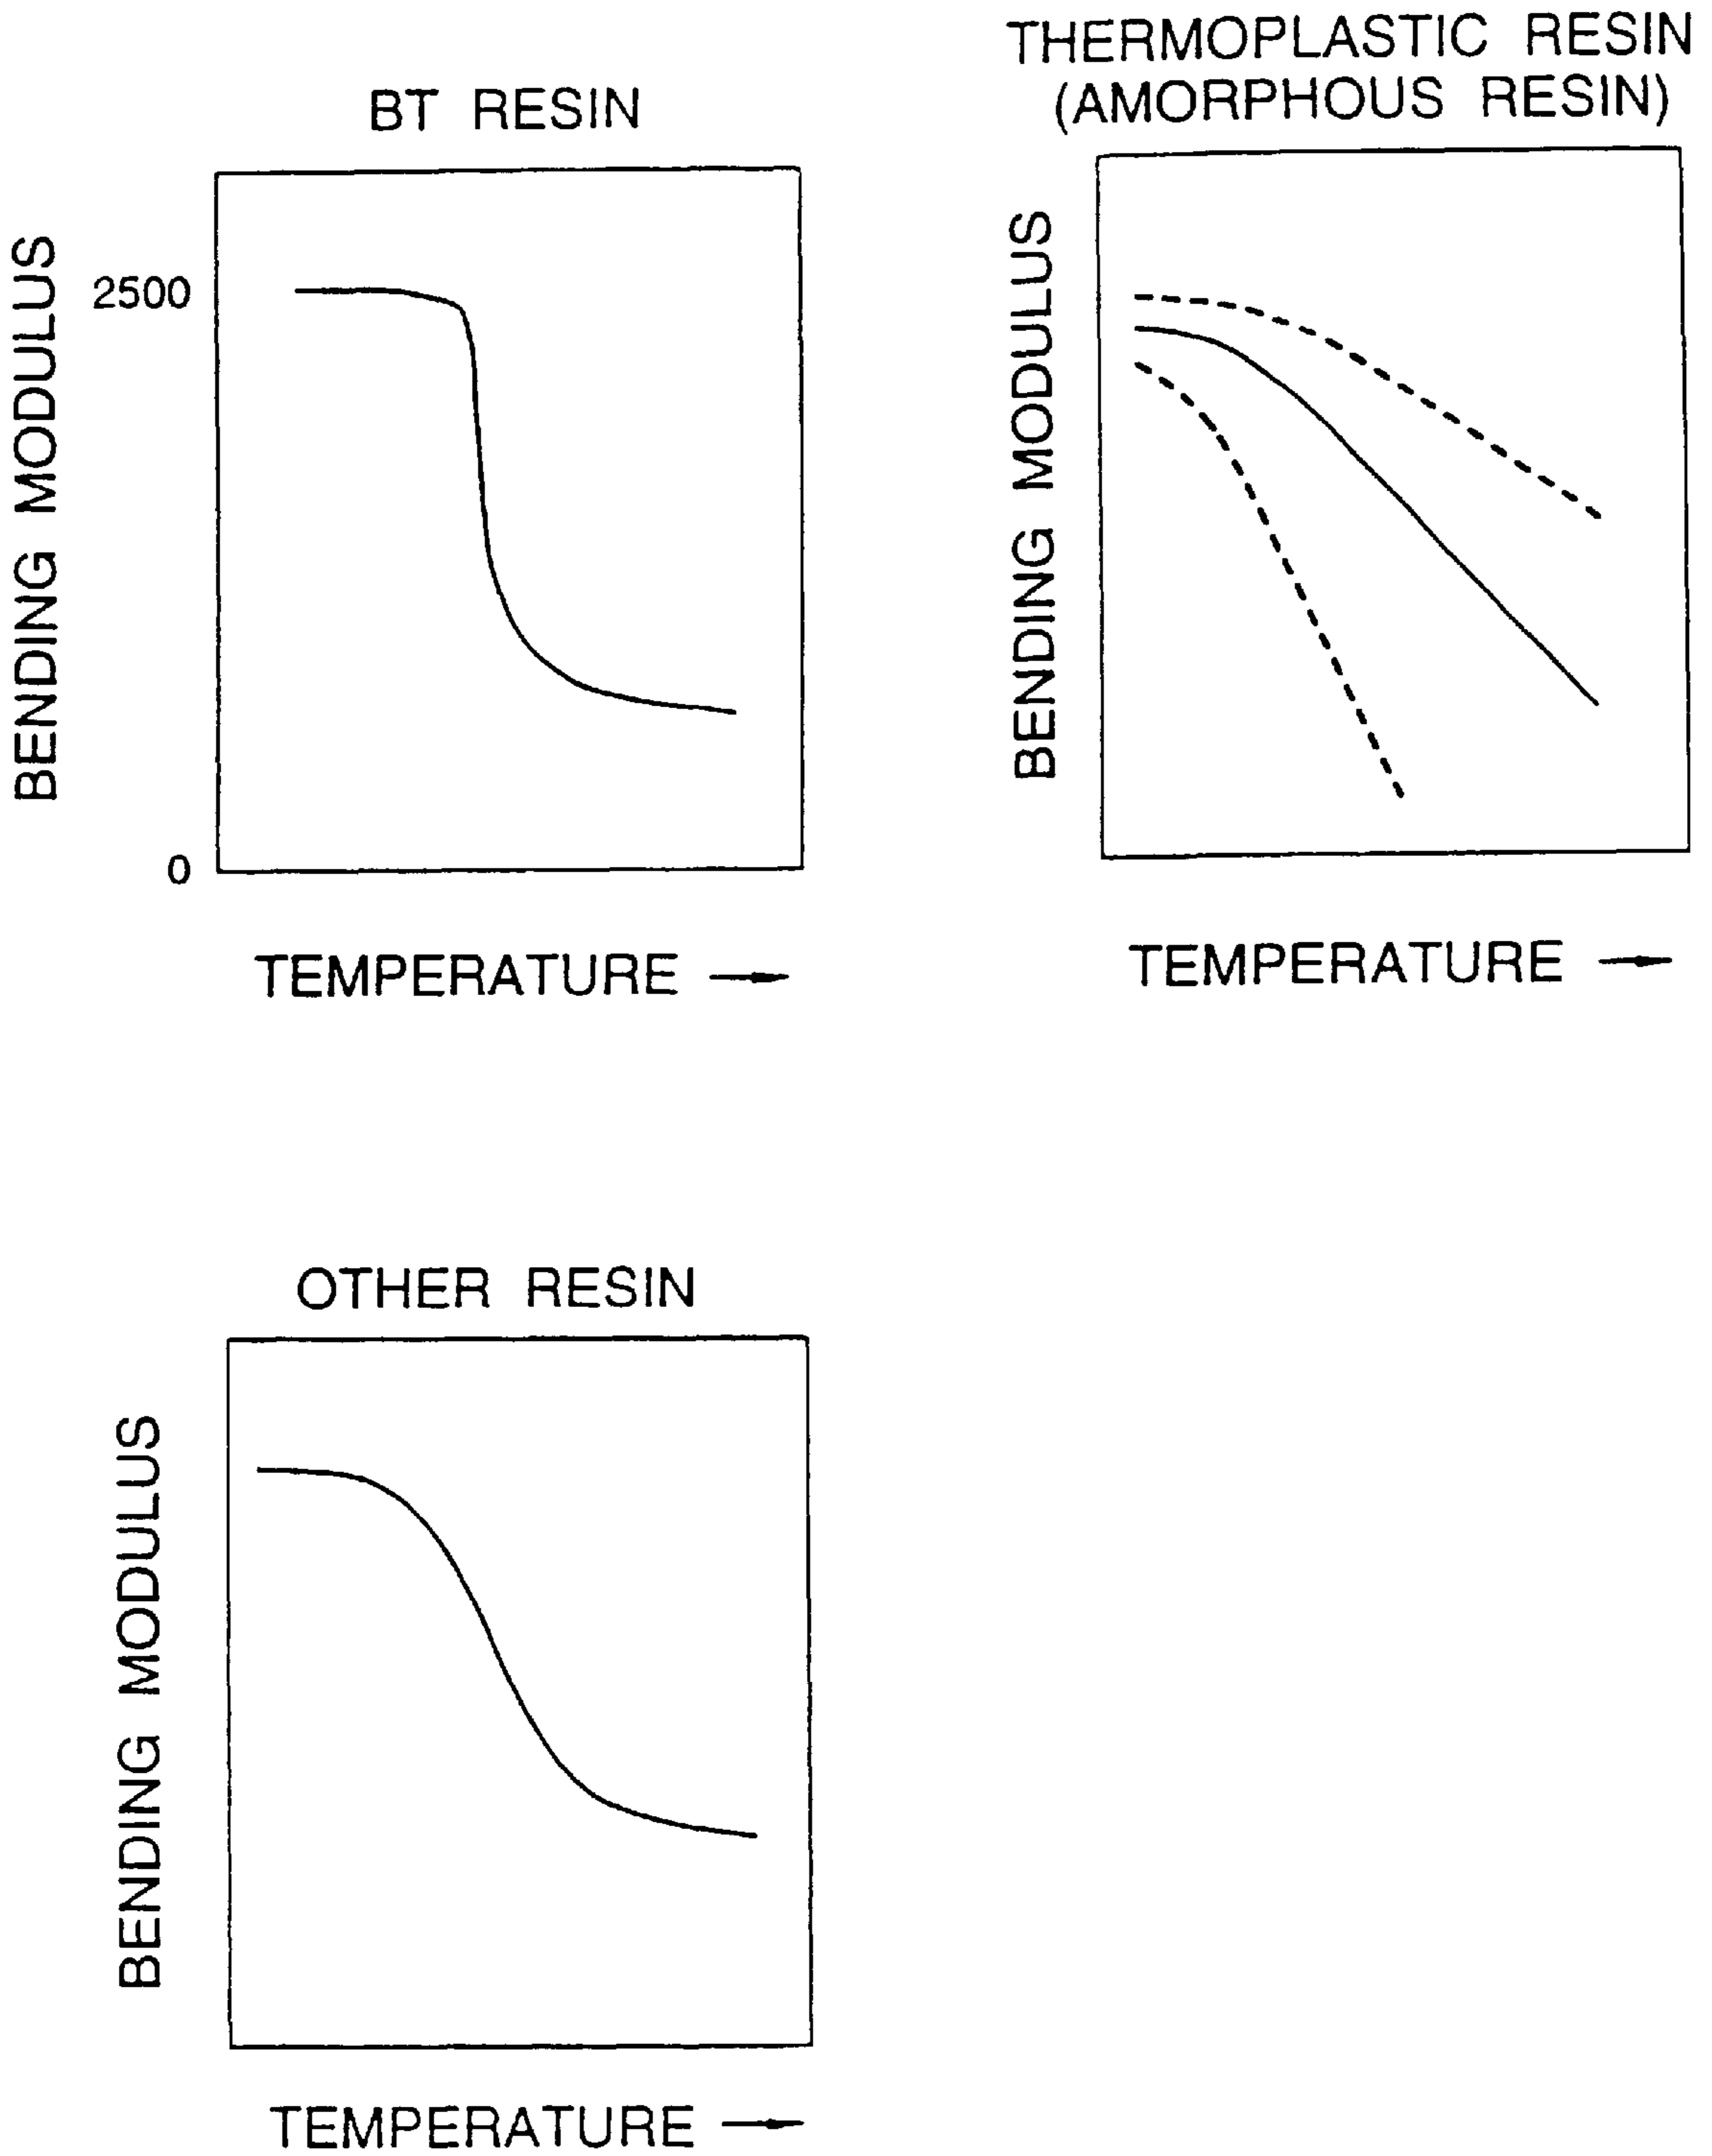 BT RESIN
BENDING MODULUS
2500
0
TEMPERATURE
THERMOPLASTIC RESIN
(AMORPHOUS RESIN)
BENDING MODULUS
TEMPERATURE
OTHER RESIN
BENDING MODULUS
TEMPERATURE